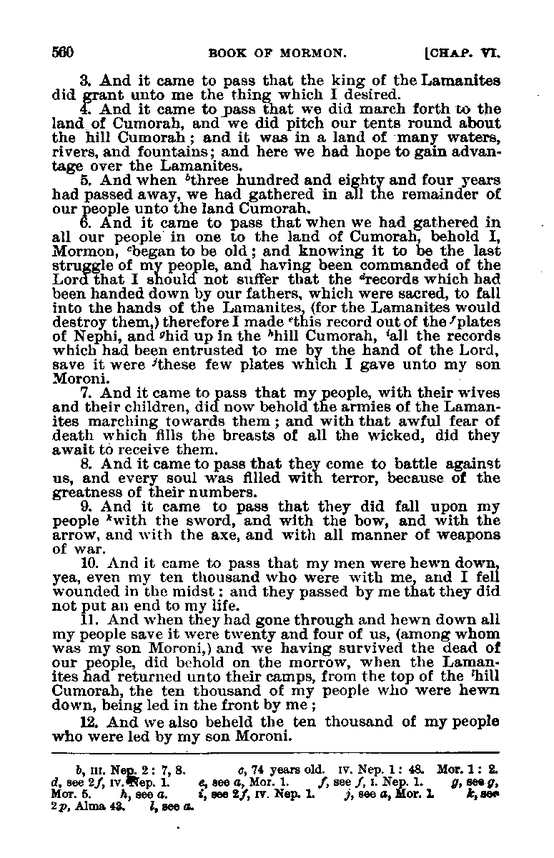 560 BOOK OF MORMON. [CHAP. VI.
3. And it came to pass that the king of the Lamanites
did grant unto me the thing which I desired.
4. And it came to pass that we did march forth to the
land of Cumorah, and we did pitch our tents round about
the hill Cumorah; and it was in a land of many waters,
rivers, and fountains; and here we had hope to gain advan-
tage over the Lamanites.
5. And when bthree hundred and eighty and four years
had passed away, we had gathered in all the remainder of
our people unto the land Cumorah.
6. And it came to pass that when we had gathered in
all our people in one to the land of Cumorah, behold I,
Mormon, cbegan to be old; and knowing it to be the last
struggle of my people, and having been commanded of the
Lord that I should not suffer that the drecords which had
been handed down by our fathers, which were sacred, to fall
into the hands of the Lamanites, (for the Lamanites would
destroy them,) therefore I made ethis record out of the fplates
of Nephi, and ghid up in the hhill Cumorah, iall the records
which had been entrusted to me by the hand of the Lord,
save it were jthese few plates which I gave unto my son
Moroni.
7. And it came to pass that my people, with their wives
and their children, did now behold the armies of the Laman-
ites marching towards them; and with that awful fear of
death which fills the breasts of all the wicked, did they
await to receive them.
8. And it came to pass that they come to battle against
us, and every soul was filled with terror, because of the
greatness of their numbers.
9. And it came to pass that they did fall upon my
people kwith the sword, and with the bow, and with the
arrow, and with the axe, and with all manner of weapons
of war.
10. And it came to pass that my men were hewn down,
yea, even my ten thousand who were with me, and I fell
wounded in the midst; and they passed by me that they did
not put an end to my life.
11. And when they had gone through and hewn down all
my people save it were twenty and four of us, (among whom
was my son Moroni,) and we having survived the dead of
our people, did behold on the morrow, when the Laman-
ites had returned unto their camps, from the top of the lhill
Cumorah, the ten thousand of my people who were hewn
down, being led in the front by me;
12. And we also beheld the ten thousand of my people
who were led by my son Moroni.
b, III. Nep. 2: 7, 8. c, 74 years old. IV. Nep. 1: 48. Mor. 1: 2.
d, see 2f, IV. Nep. 1. e, see a, Mor. 1. f, see f, I. Nep. 1. g, see g,
Mor. 5. h, see a. i, see 2f, IV. Nep. 1. j, see a, Mor. 1. k, see
2p, Alma 43. l, see a.